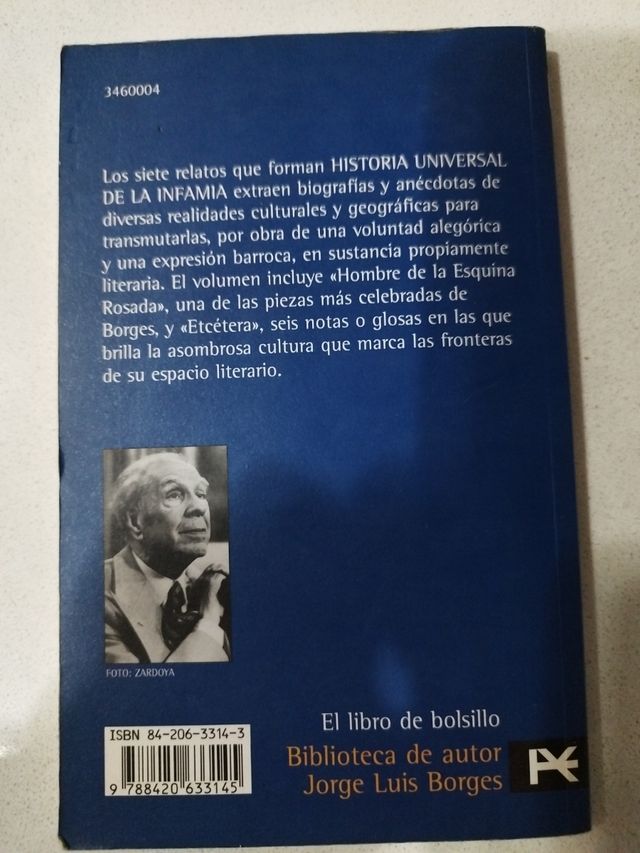 3460004
Los siete relatos que forman HISTORIA UNIVERSAL
DE LA INFAMIA extraen biografías y anécdotas de
diversas realidades culturales y geográficas para
transmutarlas, por obra de una voluntad alegórica
y una expresión barroca, en sustancia propiamente
literaria. El volumen incluye «Hombre de la Esquina
Rosada», una de las piezas más celebradas de
Borges, y «Etcétera», seis notas o glosas en las que
brilla la asombrosa cultura que marca las fronteras
de su espacio literario.
FOTO: ZARDOYA
ISBN 84-206-3314-3
9 788420 633145
El libro de bolsillo
Biblioteca de autor
Jorge Luis Borges